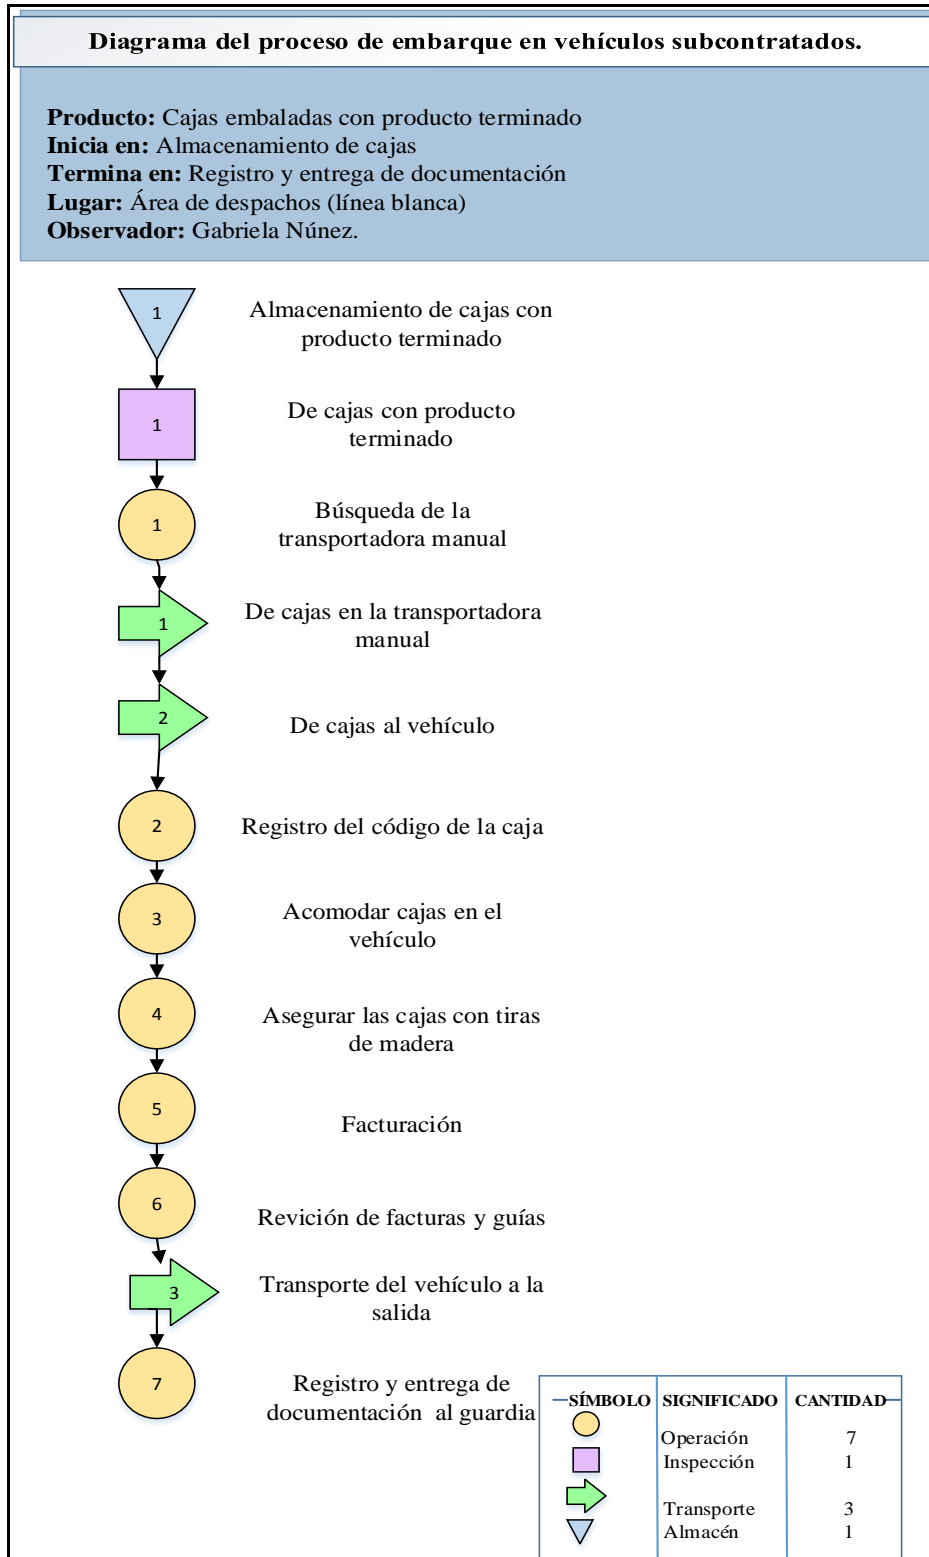 Diagrama del proceso de embarque en vehículos subcontratados.
Producto: Cajas embaladas con producto terminado
Inicia en: Almacenamiento de cajas
Termina en: Registro y entrega de documentación
Lugar: Área de despachos (línea blanca)
Observador: Gabriela Núnez.
1
Almacenamiento de cajas con
producto terminado
1
De cajas con producto
terminado
1
Búsqueda de la
transportadora manual
1
De cajas en la transportadora
manual
2
De cajas al vehículo
2
Registro del código de la caja
3
Acomodar cajas en el
vehículo
4
Asegurar las cajas con tiras
de madera
5
Facturación
6
Revición de facturas y guías
3
Transporte del vehículo a la
salida
7
Registro y entrega de
documentación al guardia
SÍMBOLO SIGNIFICADO CANTIDAD
Operación 7
Inspección 1
Transporte 3
Almacén 1